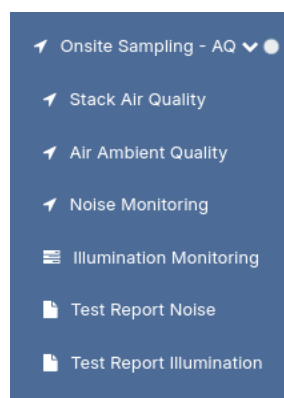 Onsite Sampling - AQ
Stack Air Quality
Air Ambient Quality
Noise Monitoring
Illumination Monitoring
Test Report Noise
Test Report Illumination